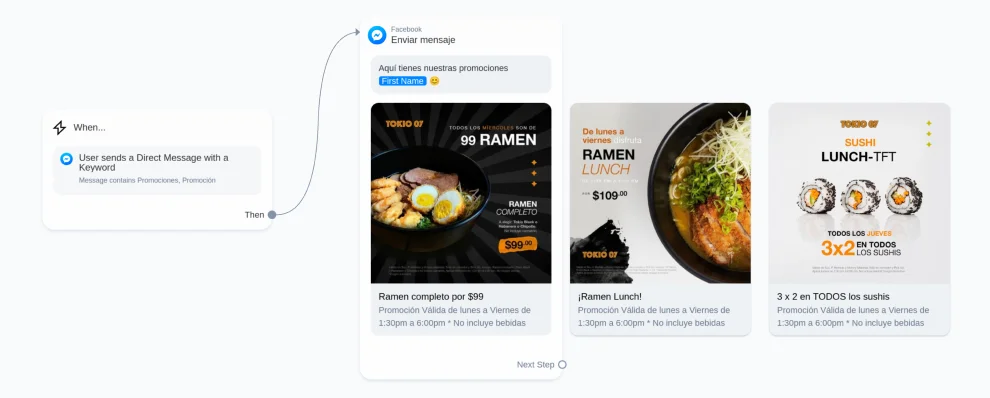 When...
User sends a Direct Message with a
Keyword
Message contains Promociones, Promoción
Then
Facebook
Enviar mensaje
Aquí tienes nuestras promociones
First Name 😊
TOKIO 07
TODOS LOS MIÉRCOLES SON DE
99 RAMEN
RAMEN
COMPLETO
$99.00
Ramen completo por $99
Promoción Válida de lunes a Viernes de
1:30pm a 6:00pm * No incluye bebidas
Next Step
De lunes a
viernes disfruta
RAMEN
LUNCH
$109.00
TOKIO 07
¡Ramen Lunch!
Promoción Válida de lunes a Viernes de
1:30pm a 6:00pm * No incluye bebidas
TOKIO 07
SUSHI
LUNCH-TFT
TODOS LOS JUEVES
3x2 EN TODOS
LOS SUSHIS
3 x 2 en TODOS los sushis
Promoción Válida de lunes a Viernes de
1:30pm a 6:00pm * No incluye bebidas